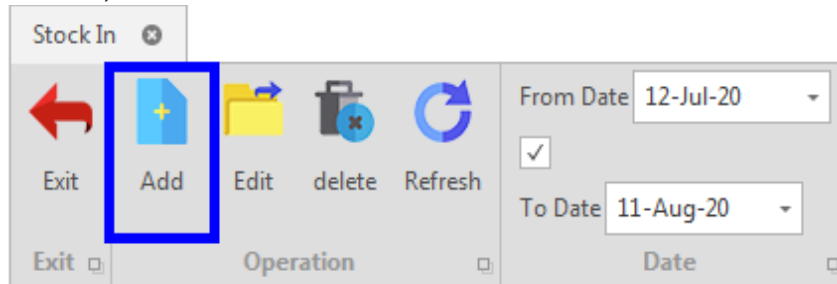 Stock In
Exit Add Edit delete Refresh
From Date 12-Jul-20
To Date 11-Aug-20
Exit Operation Date